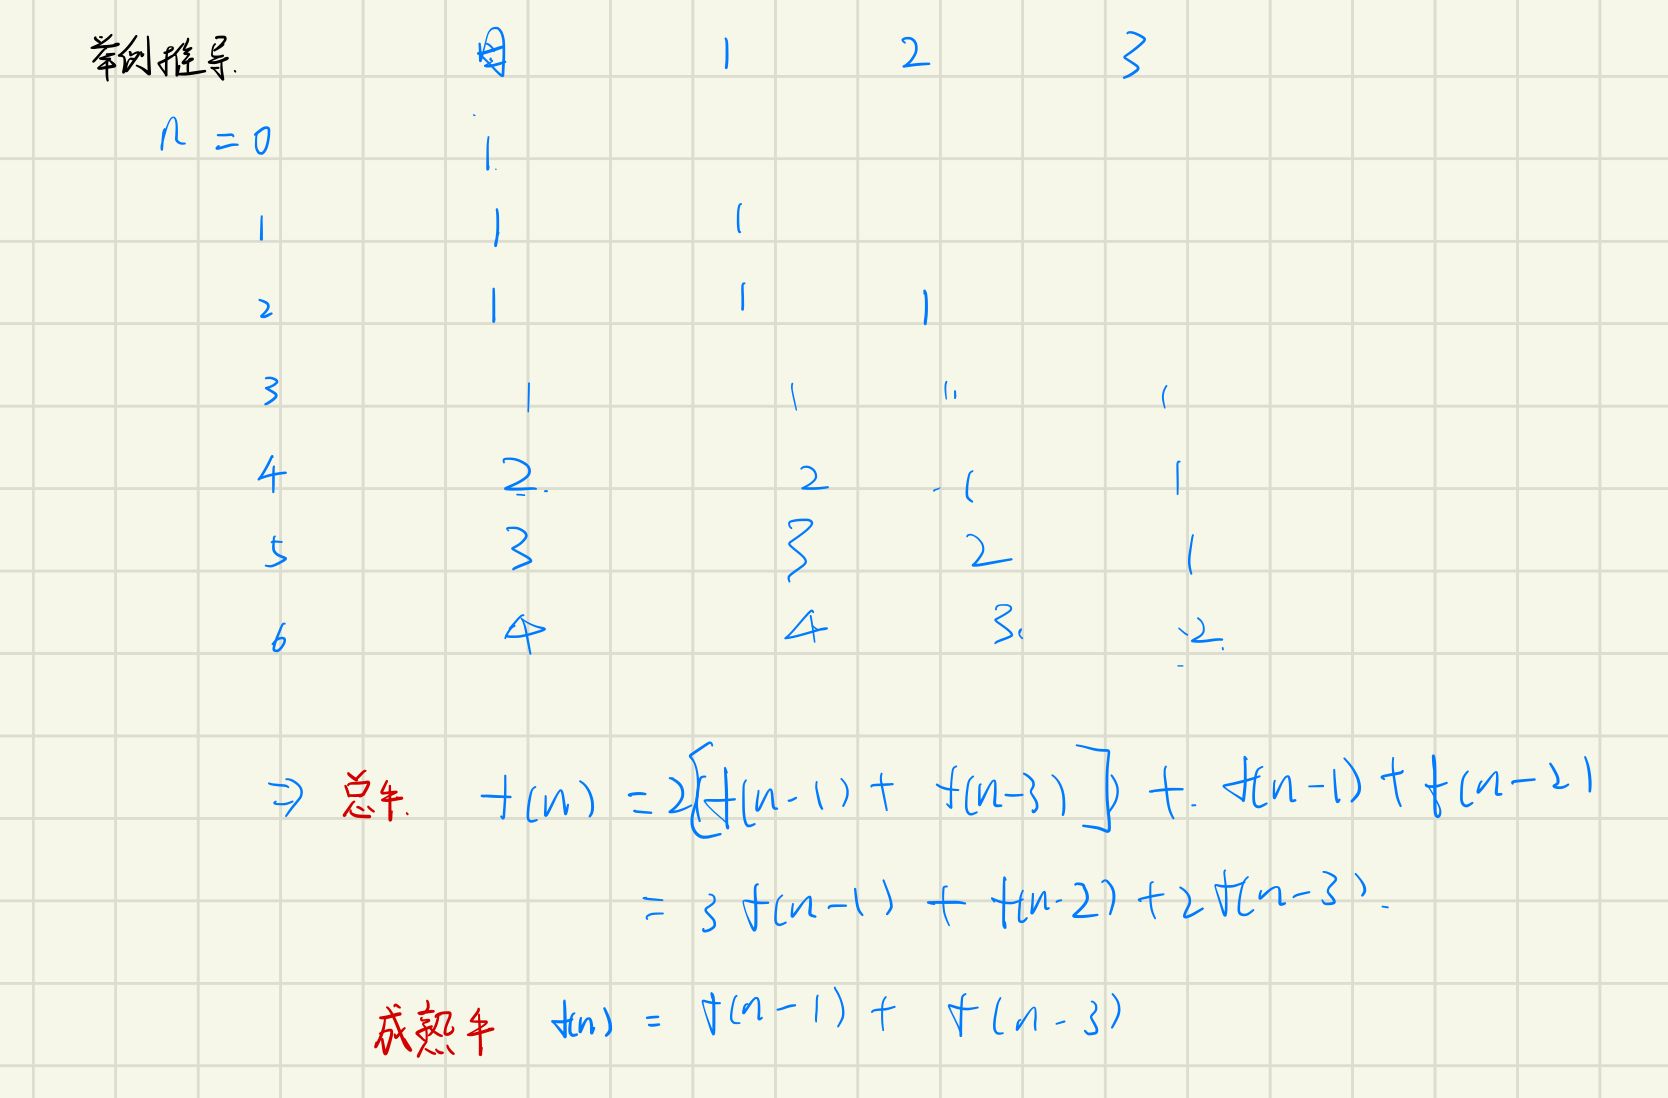 举例推导. 母 1 2 3
n = 0 1
1 1 1
2 1 1 1
3 1 1 1 1
4 2 2 1 1
5 3 3 2 1
6 4 4 3 2
⇒ 总牛. f(n) = 2[f(n-1) + f(n-3)] + f(n-1) + f(n-2)
= 3f(n-1) + f(n-2) + 2f(n-3).
成熟牛 f(n) = f(n-1) + f(n-3)